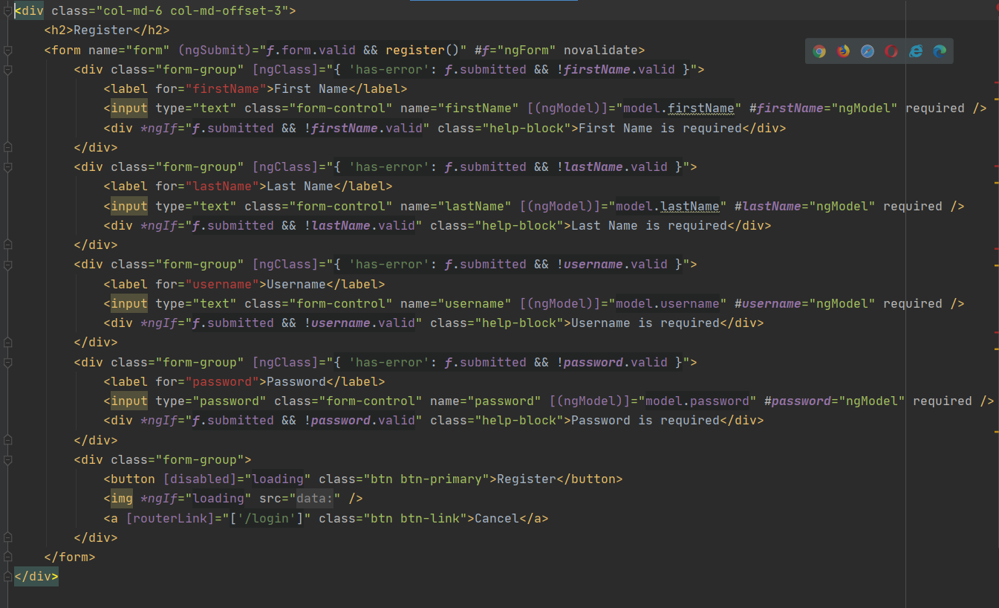 <div class="col-md-6 col-md-offset-3">
    <h2>Register</h2>
    <form name="form" (ngSubmit)="f.form.valid && register()" #f="ngForm" novalidate>
        <div class="form-group" [ngClass]="{ 'has-error': f.submitted && !firstName.valid }">
            <label for="firstName">First Name</label>
            <input type="text" class="form-control" name="firstName" [(ngModel)]="model.firstName" #firstName="ngModel" required />
            <div *ngIf="f.submitted && !firstName.valid" class="help-block">First Name is required</div>
        </div>
        <div class="form-group" [ngClass]="{ 'has-error': f.submitted && !lastName.valid }">
            <label for="lastName">Last Name</label>
            <input type="text" class="form-control" name="lastName" [(ngModel)]="model.lastName" #lastName="ngModel" required />
            <div *ngIf="f.submitted && !lastName.valid" class="help-block">Last Name is required</div>
        </div>
        <div class="form-group" [ngClass]="{ 'has-error': f.submitted && !username.valid }">
            <label for="username">Username</label>
            <input type="text" class="form-control" name="username" [(ngModel)]="model.username" #username="ngModel" required />
            <div *ngIf="f.submitted && !username.valid" class="help-block">Username is required</div>
        </div>
        <div class="form-group" [ngClass]="{ 'has-error': f.submitted && !password.valid }">
            <label for="password">Password</label>
            <input type="password" class="form-control" name="password" [(ngModel)]="model.password" #password="ngModel" required />
            <div *ngIf="f.submitted && !password.valid" class="help-block">Password is required</div>
        </div>
        <div class="form-group">
            <button [disabled]="loading" class="btn btn-primary">Register</button>
            <img *ngIf="loading" src="data:" />
            <a [routerLink]="['/login']" class="btn btn-link">Cancel</a>
        </div>
    </form>
</div>